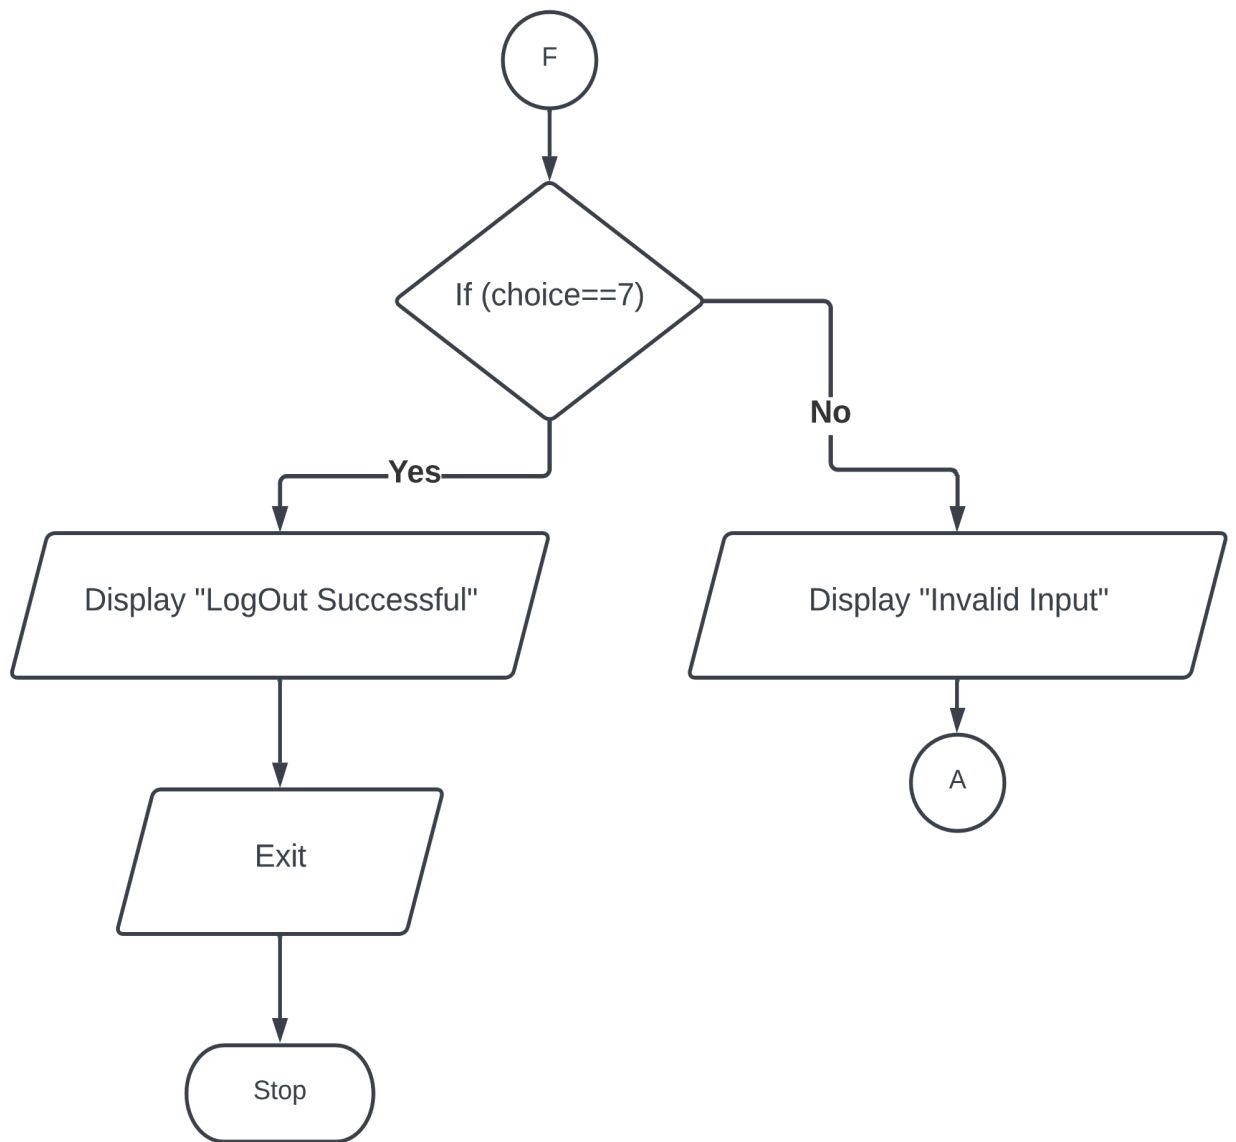 F
If (choice==7)
No
Yes
Display "LogOut Successful"
Display "Invalid Input"
A
Exit
Stop